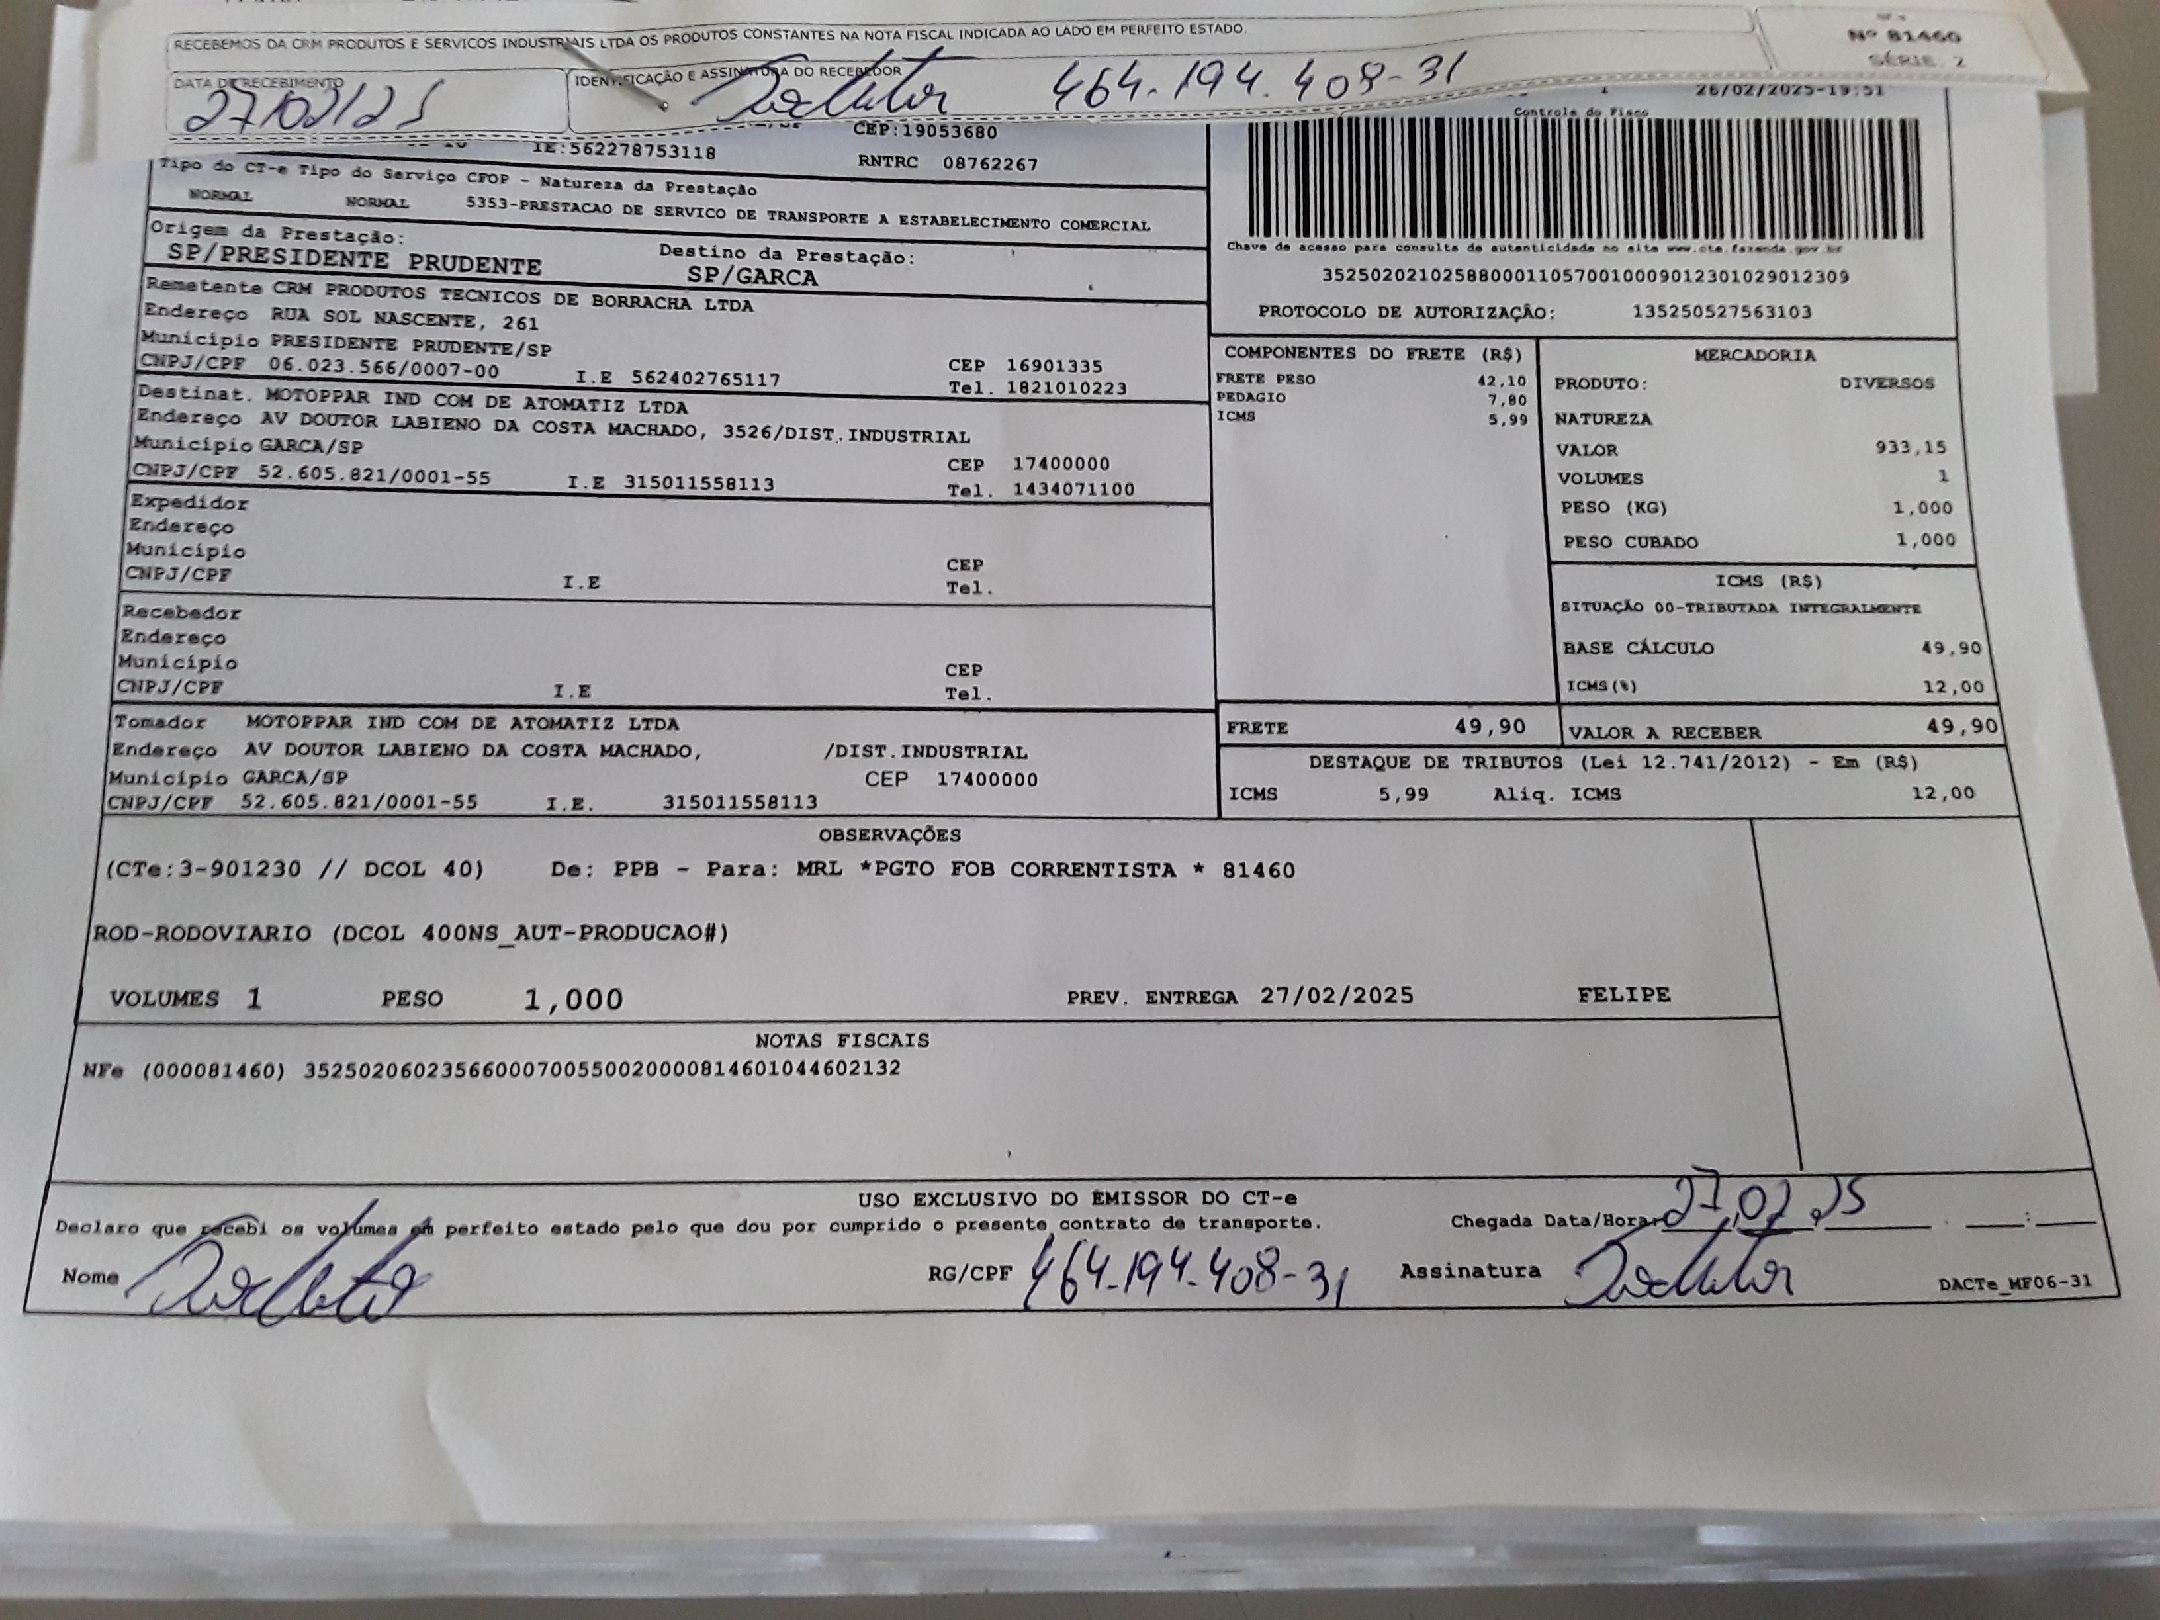 RECEBEMOS DA CRM PRODUTOS E SERVICOS INDUSTRIAIS LTDA OS PRODUTOS CONSTANTES NA NOTA FISCAL INDICADA AO LADO EM PERFEITO ESTADO.
Nº 81460
SÉRIE 2
DATA DE RECEBIMENTO
27/02/25
IDENTIFICAÇÃO E ASSINATURA DO RECEBEDOR
464.194.408-31
26/02/2025-19:51
CEP:19053680
IE:562278753118
RNTRC 08762267
Controle do Fisco
Tipo do CT-e Tipo do Serviço CFOP - Natureza da Prestação
NORMAL NORMAL 5353-PRESTACAO DE SERVICO DE TRANSPORTE A ESTABELECIMENTO COMERCIAL
Origem da Prestação: Destino da Prestação:
SP/PRESIDENTE PRUDENTE SP/GARCA
Chave de acesso para consulta de autenticidade no site www.cte.fazenda.gov.br
35250202102588000110570010009012301029012309
PROTOCOLO DE AUTORIZAÇÃO: 135250527563103
Remetente CRM PRODUTOS TECNICOS DE BORRACHA LTDA
Endereço RUA SOL NASCENTE, 261
Município PRESIDENTE PRUDENTE/SP CEP 16901335
CNPJ/CPF 06.023.566/0007-00 I.E 562402765117 Tel. 1821010223
Destinat. MOTOPPAR IND COM DE ATOMATIZ LTDA
Endereço AV DOUTOR LABIENO DA COSTA MACHADO, 3526/DIST.INDUSTRIAL
Município GARCA/SP CEP 17400000
CNPJ/CPF 52.605.821/0001-55 I.E 315011558113 Tel. 1434071100
Expedidor
Endereço
Município CEP
CNPJ/CPF I.E Tel.
Recebedor
Endereço
Município CEP
CNPJ/CPF I.E Tel.
Tomador MOTOPPAR IND COM DE ATOMATIZ LTDA
Endereço AV DOUTOR LABIENO DA COSTA MACHADO, /DIST.INDUSTRIAL
Município GARCA/SP CEP 17400000
CNPJ/CPF 52.605.821/0001-55 I.E. 315011558113
COMPONENTES DO FRETE (R$)
FRETE PESO 42,10
PEDAGIO 7,80
ICMS 5,99
MERCADORIA
PRODUTO: DIVERSOS
NATUREZA
VALOR 933,15
VOLUMES 1
PESO (KG) 1,000
PESO CUBADO 1,000
ICMS (R$)
SITUAÇÃO 00-TRIBUTADA INTEGRALMENTE
BASE CÁLCULO 49,90
ICMS(%) 12,00
FRETE 49,90 VALOR A RECEBER 49,90
DESTAQUE DE TRIBUTOS (Lei 12.741/2012) - Em (R$)
ICMS 5,99 Aliq. ICMS 12,00
OBSERVAÇÕES
(CTe:3-901230 // DCOL 40) De: PPB - Para: MRL *PGTO FOB CORRENTISTA * 81460
ROD-RODOVIARIO (DCOL 400NS_AUT-PRODUCAO#)
VOLUMES 1 PESO 1,000 PREV. ENTREGA 27/02/2025 FELIPE
NOTAS FISCAIS
NFe (000081460) 35250206023566000700550020000814601044602132
USO EXCLUSIVO DO EMISSOR DO CT-e
Declaro que recebi os volumes em perfeito estado pelo que dou por cumprido o presente contrato de transporte. Chegada Data/Hora: 27,02,25 :
Nome RG/CPF 464.194.408-31 Assinatura DACTe_MF06-31